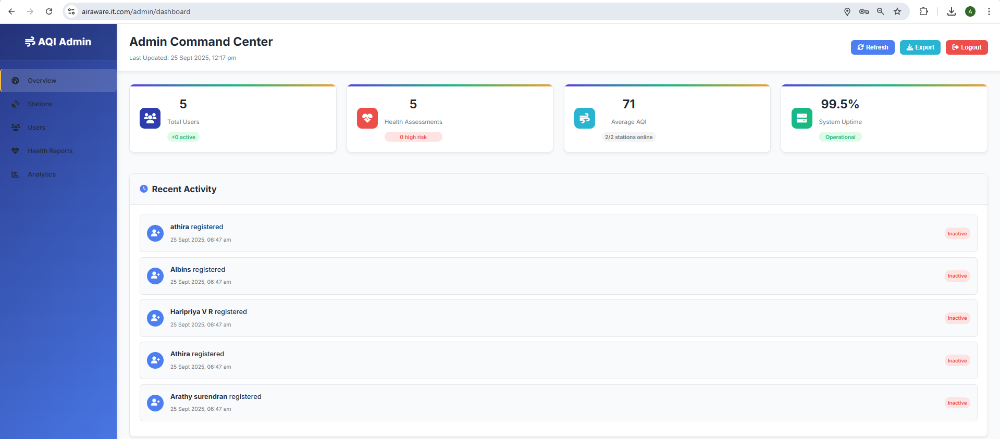 airaware.it.com/admin/dashboard
A
AQI Admin
Overview
Stations
Users
Health Reports
Analytics
Admin Command Center
Last Updated: 25 Sept 2025, 12:17 pm
Refresh
Export
Logout
5
Total Users
+0 active
5
Health Assessments
0 high risk
71
Average AQI
2/2 stations online
99.5%
System Uptime
Operational
Recent Activity
athira registered
25 Sept 2025, 06:47 am
Inactive
Albins registered
25 Sept 2025, 06:47 am
Inactive
Haripriya V R registered
25 Sept 2025, 06:47 am
Inactive
Athira registered
25 Sept 2025, 06:47 am
Inactive
Arathy surendran registered
25 Sept 2025, 06:47 am
Inactive